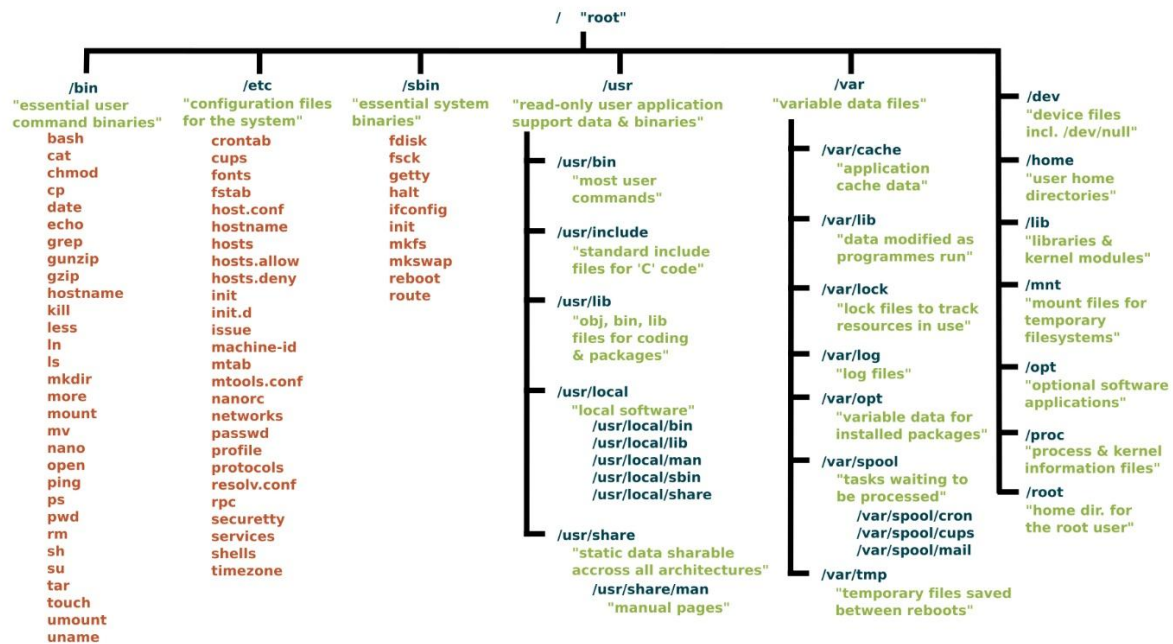 / "root"
/bin
"essential user
command binaries"
bash
cat
chmod
cp
date
echo
grep
gunzip
gzip
hostname
kill
less
ln
ls
mkdir
more
mount
mv
nano
open
ping
ps
pwd
rm
sh
su
tar
touch
umount
uname
/etc
"configuration files
for the system"
crontab
cups
fonts
fstab
host.conf
hostname
hosts
hosts.allow
hosts.deny
init
init.d
issue
machine-id
mtab
mtools.conf
nanorc
networks
passwd
profile
protocols
resolv.conf
rpc
securetty
services
shells
timezone
/sbin
"essential system
binaries"
fdisk
fsck
getty
halt
ifconfig
init
mkfs
mkswap
reboot
route
/usr
"read-only user application
support data & binaries"
/usr/bin
"most user
commands"
/usr/include
"standard include
files for 'C' code"
/usr/lib
"obj, bin, lib
files for coding
& packages"
/usr/local
"local software"
/usr/local/bin
/usr/local/lib
/usr/local/man
/usr/local/sbin
/usr/local/share
/usr/share
"static data sharable
accross all architectures"
/usr/share/man
"manual pages"
/var
"variable data files"
/var/cache
"application
cache data"
/var/lib
"data modified as
programmes run"
/var/lock
"lock files to track
resources in use"
/var/log
"log files"
/var/opt
"variable data for
installed packages"
/var/spool
"tasks waiting to
be processed"
/var/spool/cron
/var/spool/cups
/var/spool/mail
/var/tmp
"temporary files saved
between reboots"
/dev
"device files
incl. /dev/null"
/home
"user home
directories"
/lib
"libraries &
kernel modules"
/mnt
"mount files for
temporary
filesystems"
/opt
"optional software
applications"
/proc
"process & kernel
information files"
/root
"home dir. for
the root user"